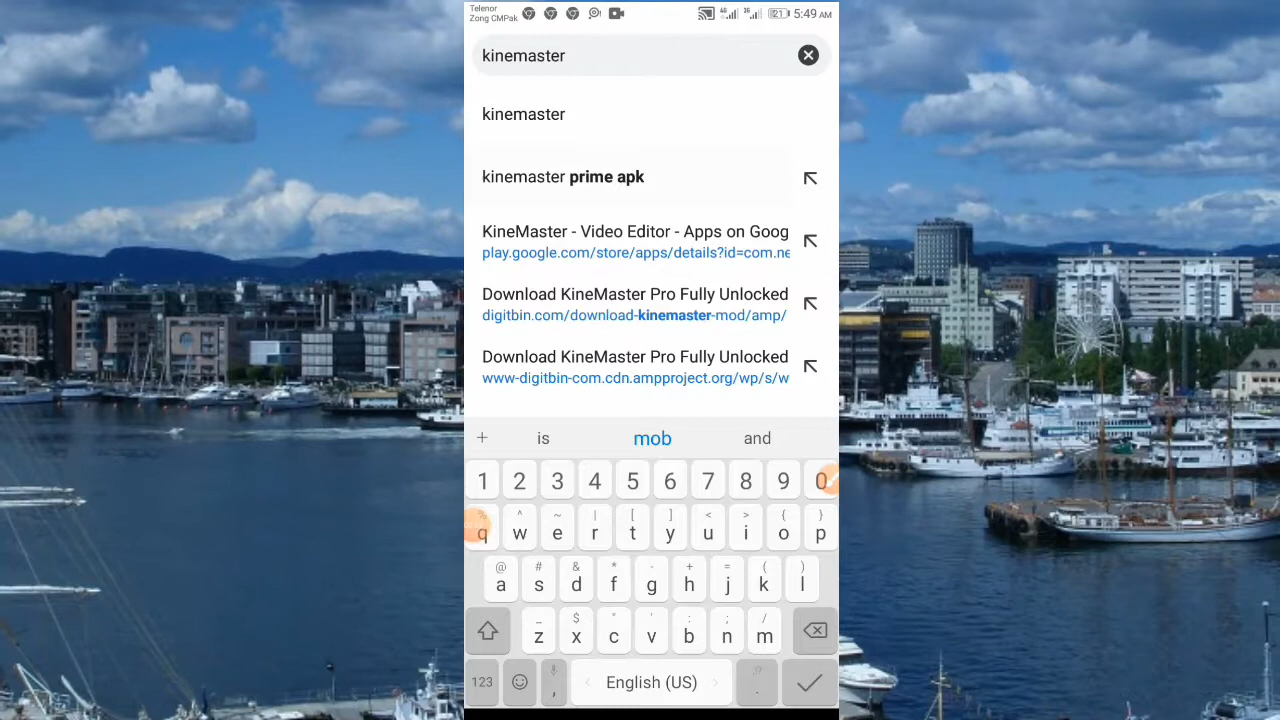 Telenor
Zong CMPak
4G 3G 21 5:49 AM
kinemaster
kinemaster
kinemaster prime apk
KineMaster - Video Editor - Apps on Goog
play.google.com/store/apps/details?id=com.ne
Download KineMaster Pro Fully Unlocked
digitbin.com/download-kinemaster-mod/amp/
Download KineMaster Pro Fully Unlocked
www-digitbin-com.cdn.ampproject.org/wp/s/w
+ is mob and
1 2 3 4 5 6 7 8 9 0
^ ~ | [ ] < > { }
q w e r t y u i o p
@ # & * - + = ( )
a s d f g h j k l
_ $ " ' : ; /
z x c v b n m
123 , English (US) .